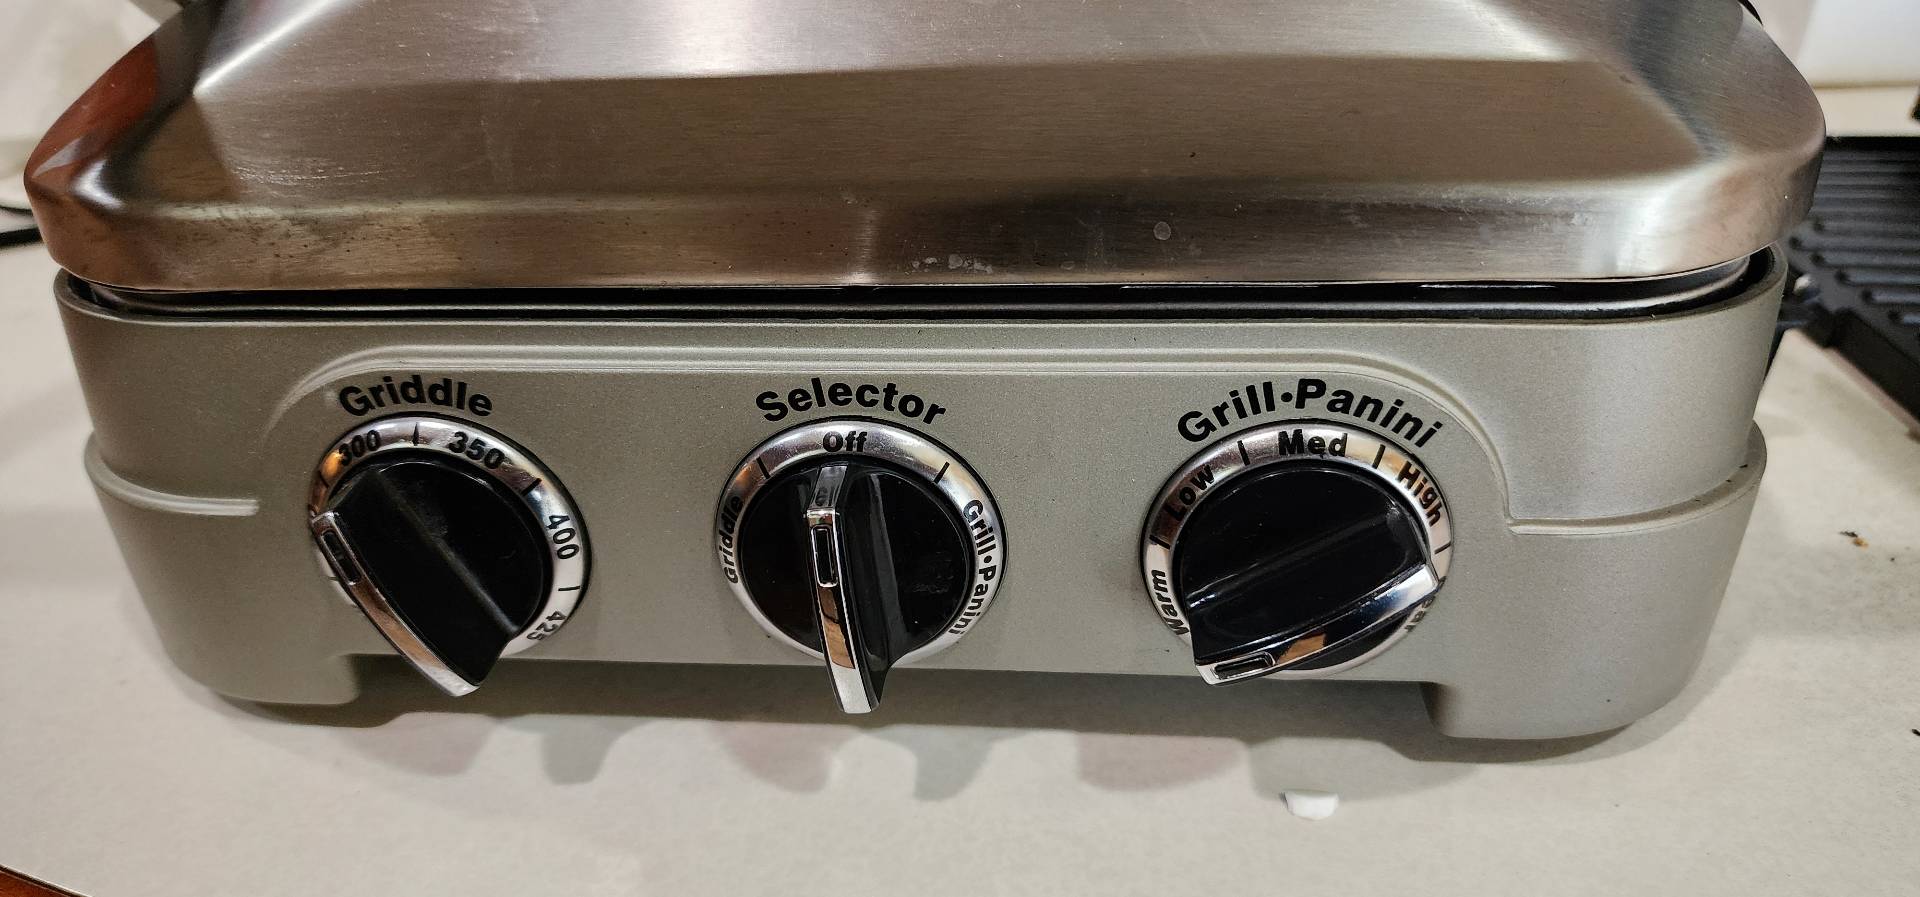 Griddle
300 350 400 425
Selector
Griddle Off Grill•Panini
Grill•Panini
Warm Low Med High